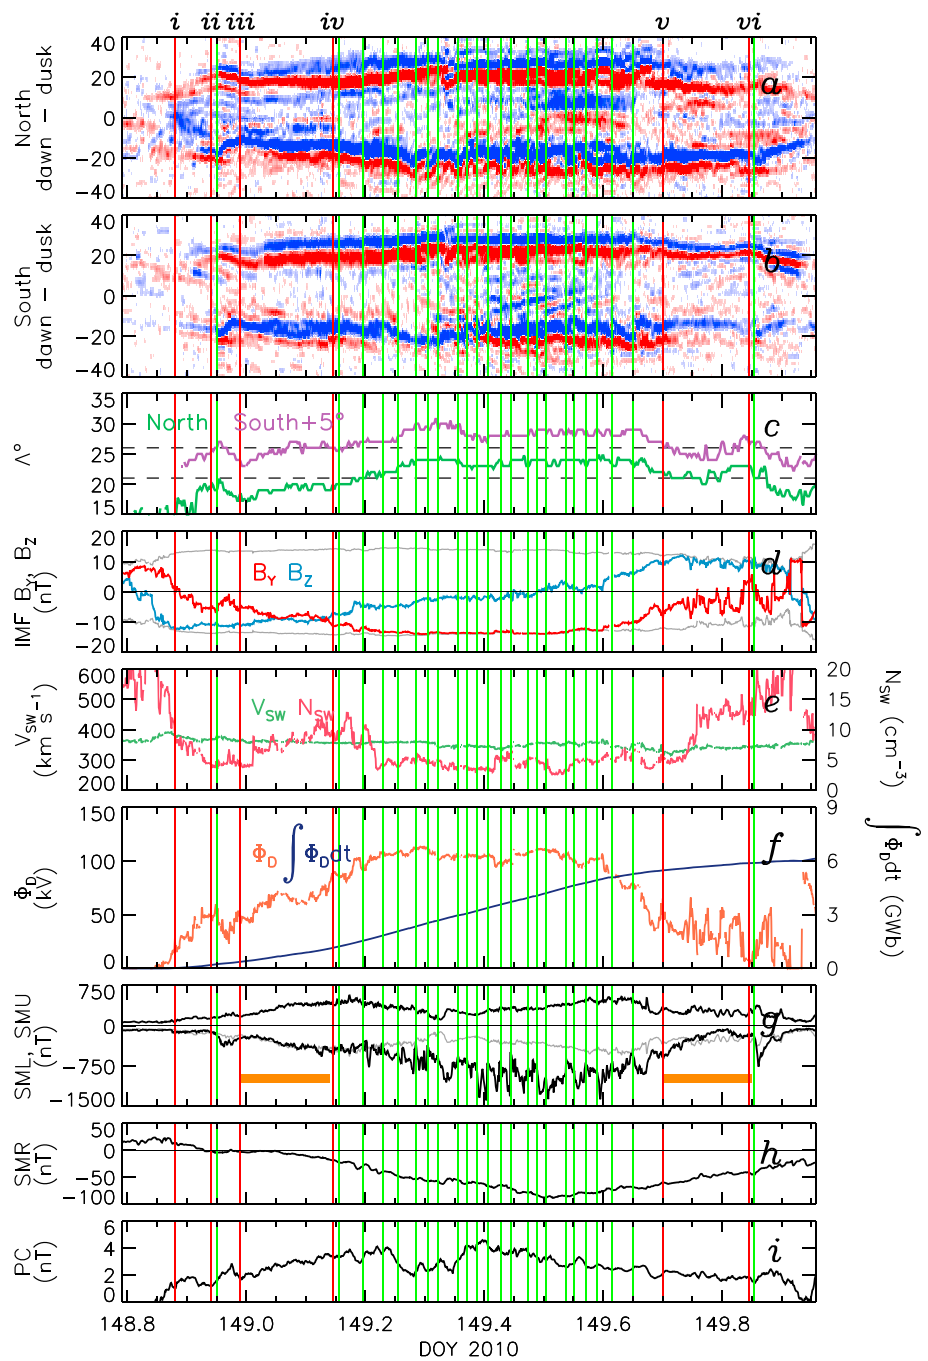 i ii iii iv v vi
North
dawn − dusk
40
20
0
−20
−40
a
South
dawn − dusk
40
20
0
−20
−40
b
Λ°
35
30
25
20
15
North South+5°
c
IMF B_Y, B_Z
(nT)
20
10
0
−10
−20
B_Y B_Z
d
V_SW
(km s⁻¹)
600
500
400
300
200
V_SW N_SW
e
20
15
10
5
0
N_SW (cm⁻³)
Φ_D
(kV)
150
100
50
0
Φ_D ∫Φ_D dt
f
9
6
3
0
∫Φ_D dt (GWb)
SML, SMU
(nT)
750
0
−750
−1500
g
SMR
(nT)
50
0
−50
−100
h
PC
(nT)
6
4
2
0
i
148.8 149.0 149.2 149.4 149.6 149.8
DOY 2010